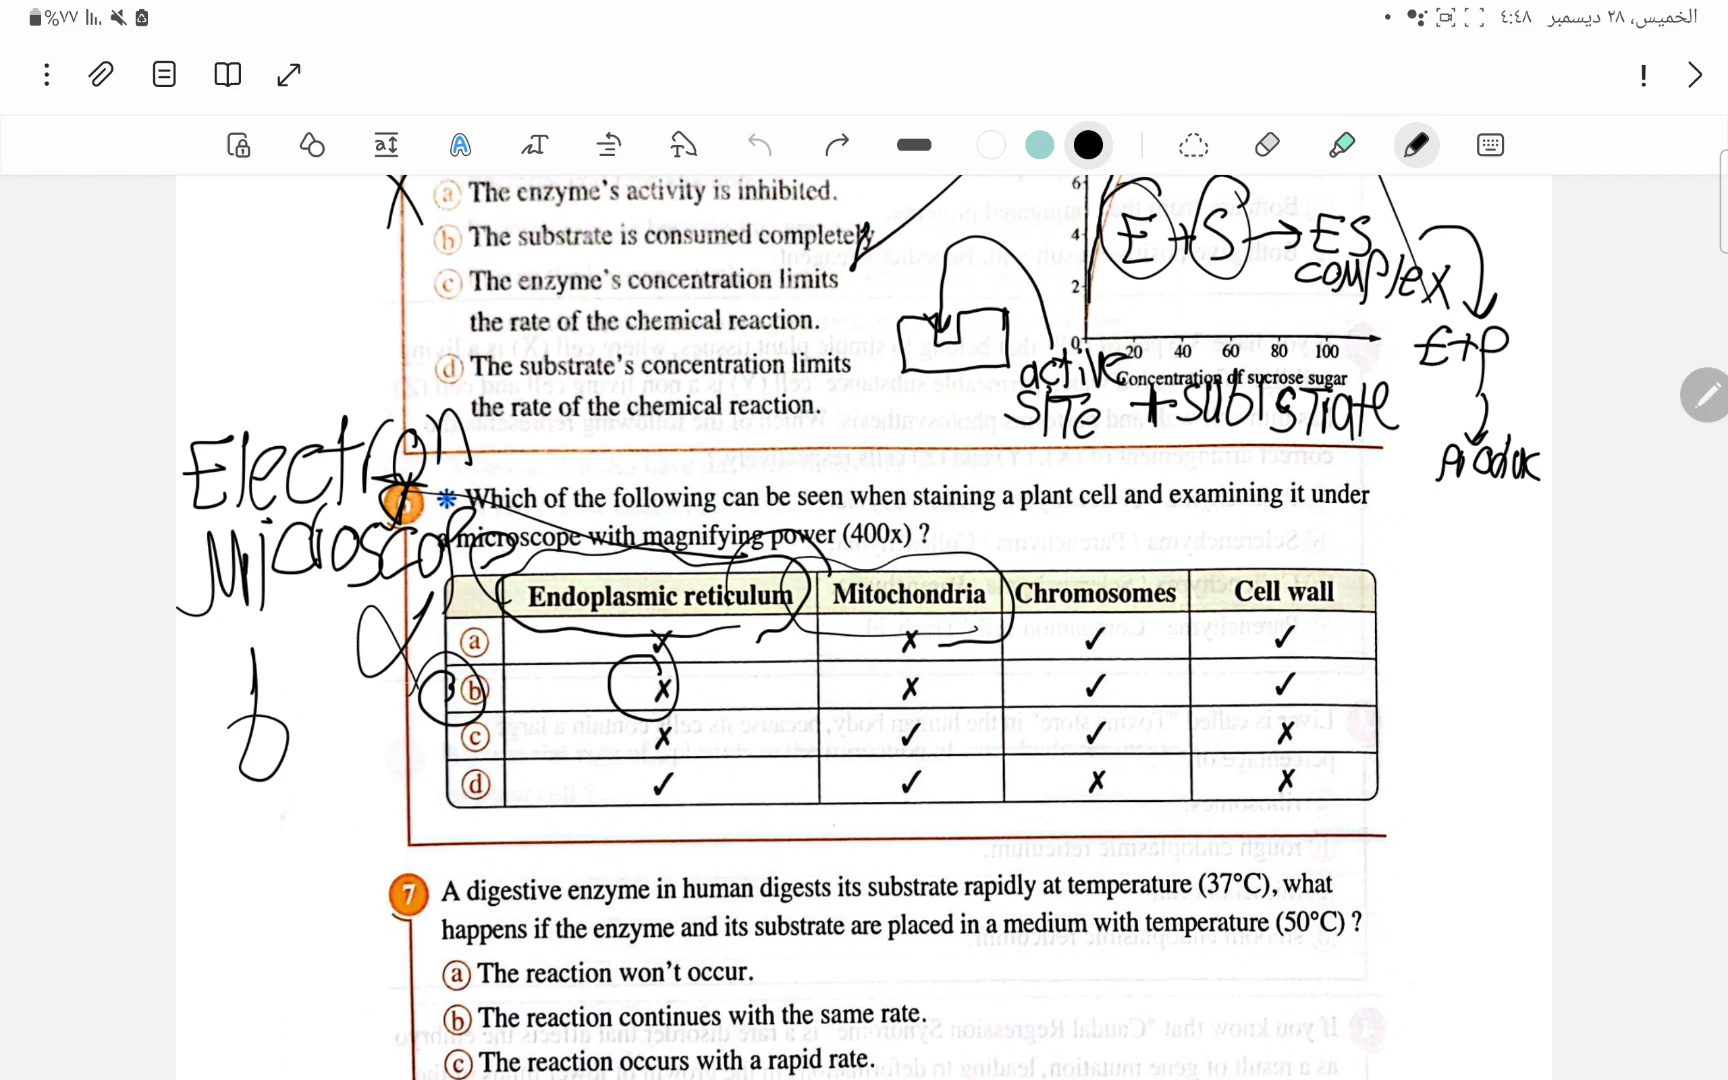 %٧٧
الخميس، ٢٨ ديسمبر ٤:٤٨
a The enzyme's activity is inhibited.
b The substrate is consumed completely
c The enzyme's concentration limits
the rate of the chemical reaction.
d The substrate's concentration limits
the rate of the chemical reaction.
6
4
2
0
20 40 60 80 100
Concentration of sucrose sugar
E + S → ES
complex
E+P
active
site + substrate
Electron
Microscope
* Which of the following can be seen when staining a plant cell and examining it under
a microscope with magnifying power (400x) ?
Endoplasmic reticulum Mitochondria Chromosomes Cell wall
a ✓ ✗ ✓ ✓
b ✗ ✗ ✓ ✓
c ✗ ✓ ✓ ✗
d ✓ ✓ ✗ ✗
b
7 A digestive enzyme in human digests its substrate rapidly at temperature (37°C), what
happens if the enzyme and its substrate are placed in a medium with temperature (50°C) ?
a The reaction won't occur.
b The reaction continues with the same rate.
c The reaction occurs with a rapid rate.